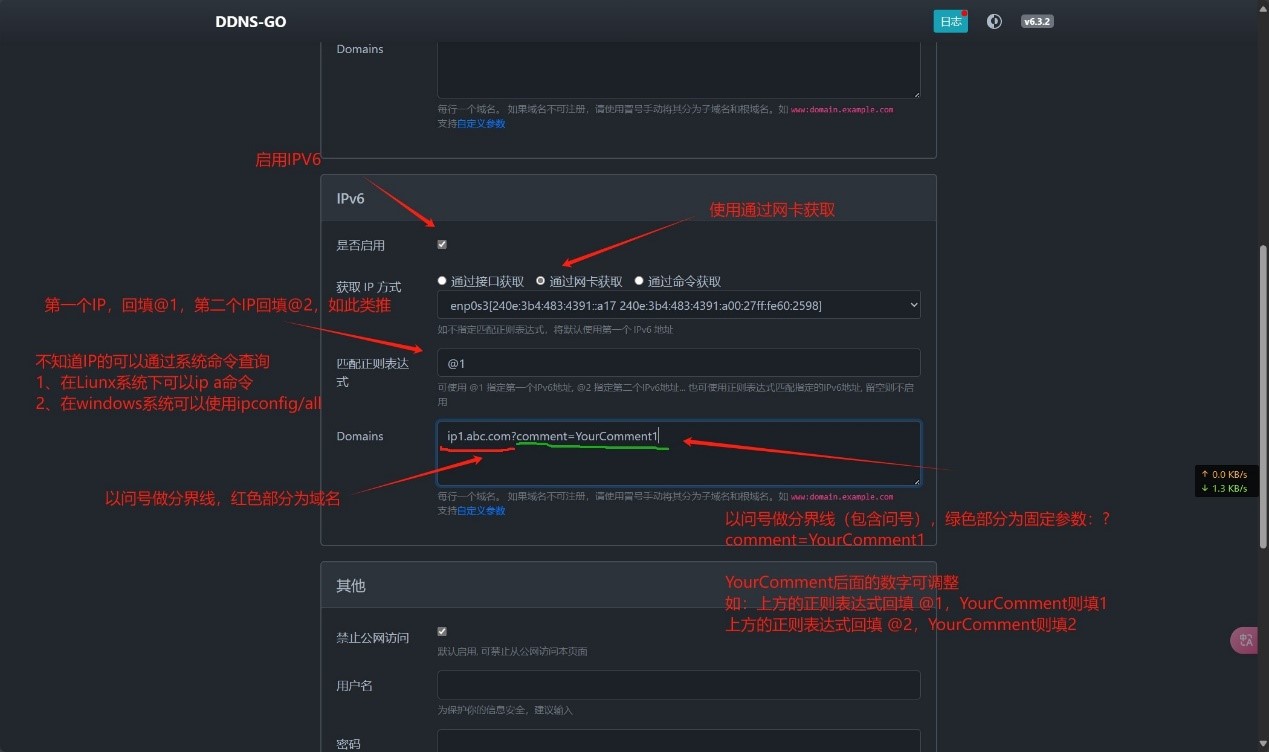 DDNS-GO
日志
v6.3.2
Domains
每行一个域名。 如果域名不可注册，请使用冒号手动将其分为子域名和根域名。如 www:domain.example.com
支持自定义参数
启用IPV6
IPv6
使用通过网卡获取
是否启用
获取 IP 方式
通过接口获取 通过网卡获取 通过命令获取
第一个IP，回填@1，第二个IP回填@2，如此类推
enp0s3[240e:3b4:483:4391::a17 240e:3b4:483:4391:a00:27ff:fe60:2598]
如不指定匹配正则表达式，将默认使用第一个 IPv6 地址
不知道IP的可以通过系统命令查询
1、在Liunx系统下可以ip a命令
2、在windows系统可以使用ipconfig/all
匹配正则表达式
@1
可使用 @1 指定第一个IPv6地址, @2 指定第二个IPv6地址... 也可使用正则表达式匹配指定的IPv6地址, 留空则不启用
Domains
ip1.abc.com?comment=YourComment1
↑ 0.0 KB/s
↓ 1.3 KB/s
以问号做分界线，红色部分为域名
每行一个域名。 如果域名不可注册，请使用冒号手动将其分为子域名和根域名。如 www:domain.example.com
支持自定义参数
以问号做分界线（包含问号），绿色部分为固定参数：?
comment=YourComment1
其他
YourComment后面的数字可调整
如：上方的正则表达式回填 @1，YourComment则填1
上方的正则表达式回填 @2，YourComment则填2
禁止公网访问
默认启用, 可禁止从公网访问本页面
用户名
为保护你的信息安全，建议输入
密码